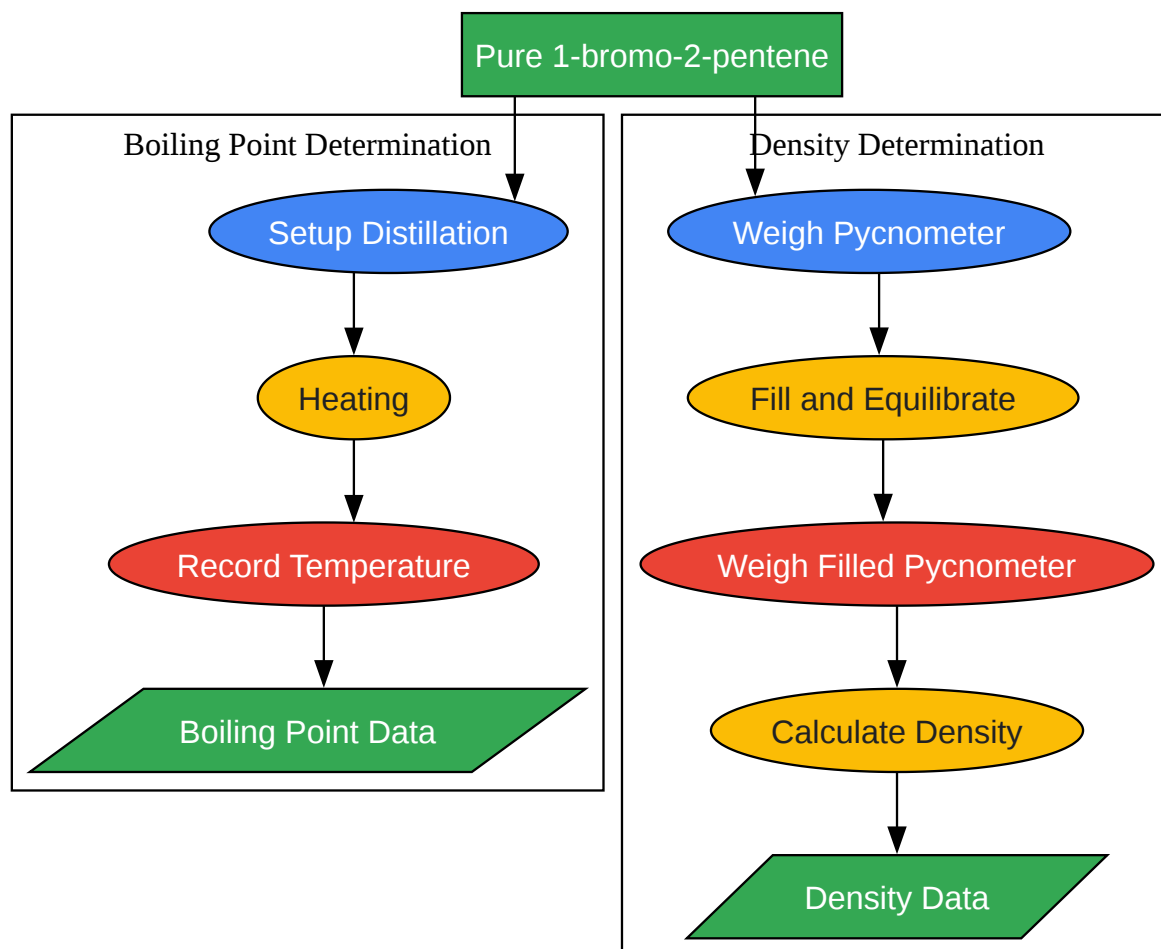 Pure 1-bromo-2-pentene
Boiling Point Determination
Setup Distillation
Heating
Record Temperature
Boiling Point Data
Density Determination
Weigh Pycnometer
Fill and Equilibrate
Weigh Filled Pycnometer
Calculate Density
Density Data